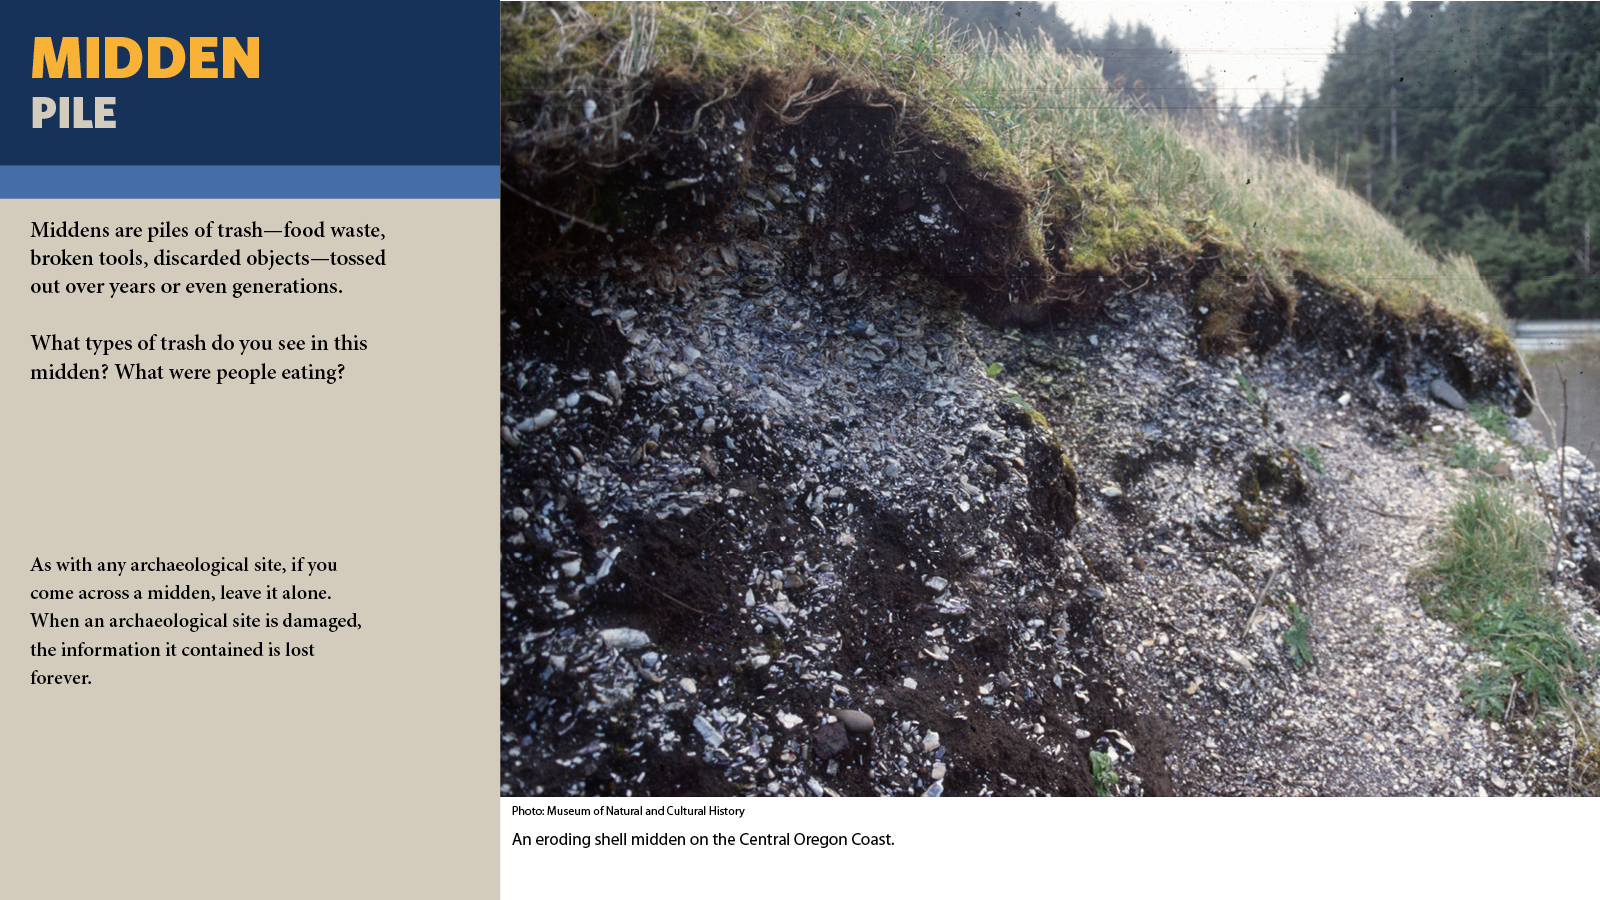 MIDDEN
PILE
Middens are piles of trash—food waste,
broken tools, discarded objects—tossed
out over years or even generations.
What types of trash do you see in this
midden? What were people eating?
As with any archaeological site, if you
come across a midden, leave it alone.
When an archaeological site is damaged,
the information it contained is lost
forever.
Photo: Museum of Natural and Cultural History
An eroding shell midden on the Central Oregon Coast.